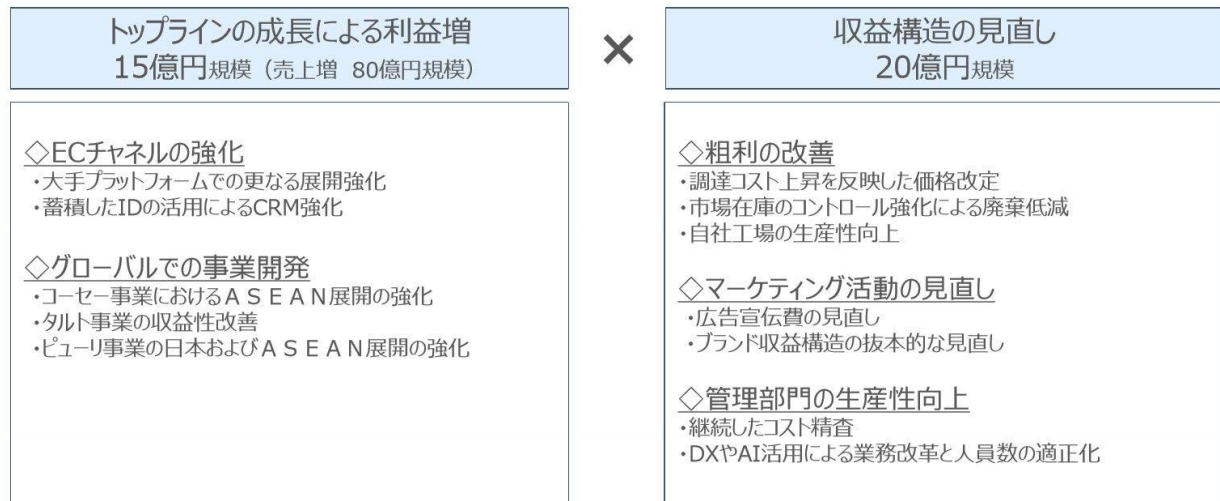 トップラインの成長による利益増
15億円規模（売上増 80億円規模）
×
収益構造の見直し
20億円規模
◇ECチャネルの強化
・大手プラットフォームでの更なる展開強化
・蓄積したIDの活用によるCRM強化
◇グローバルでの事業開発
・コーセー事業におけるＡＳＥＡＮ展開の強化
・タルト事業の収益性改善
・ピューリ事業の日本およびＡＳＥＡＮ展開の強化
◇粗利の改善
・調達コスト上昇を反映した価格改定
・市場在庫のコントロール強化による廃棄低減
・自社工場の生産性向上
◇マーケティング活動の見直し
・広告宣伝費の見直し
・ブランド収益構造の抜本的な見直し
◇管理部門の生産性向上
・継続したコスト精査
・DXやAI活用による業務改革と人員数の適正化